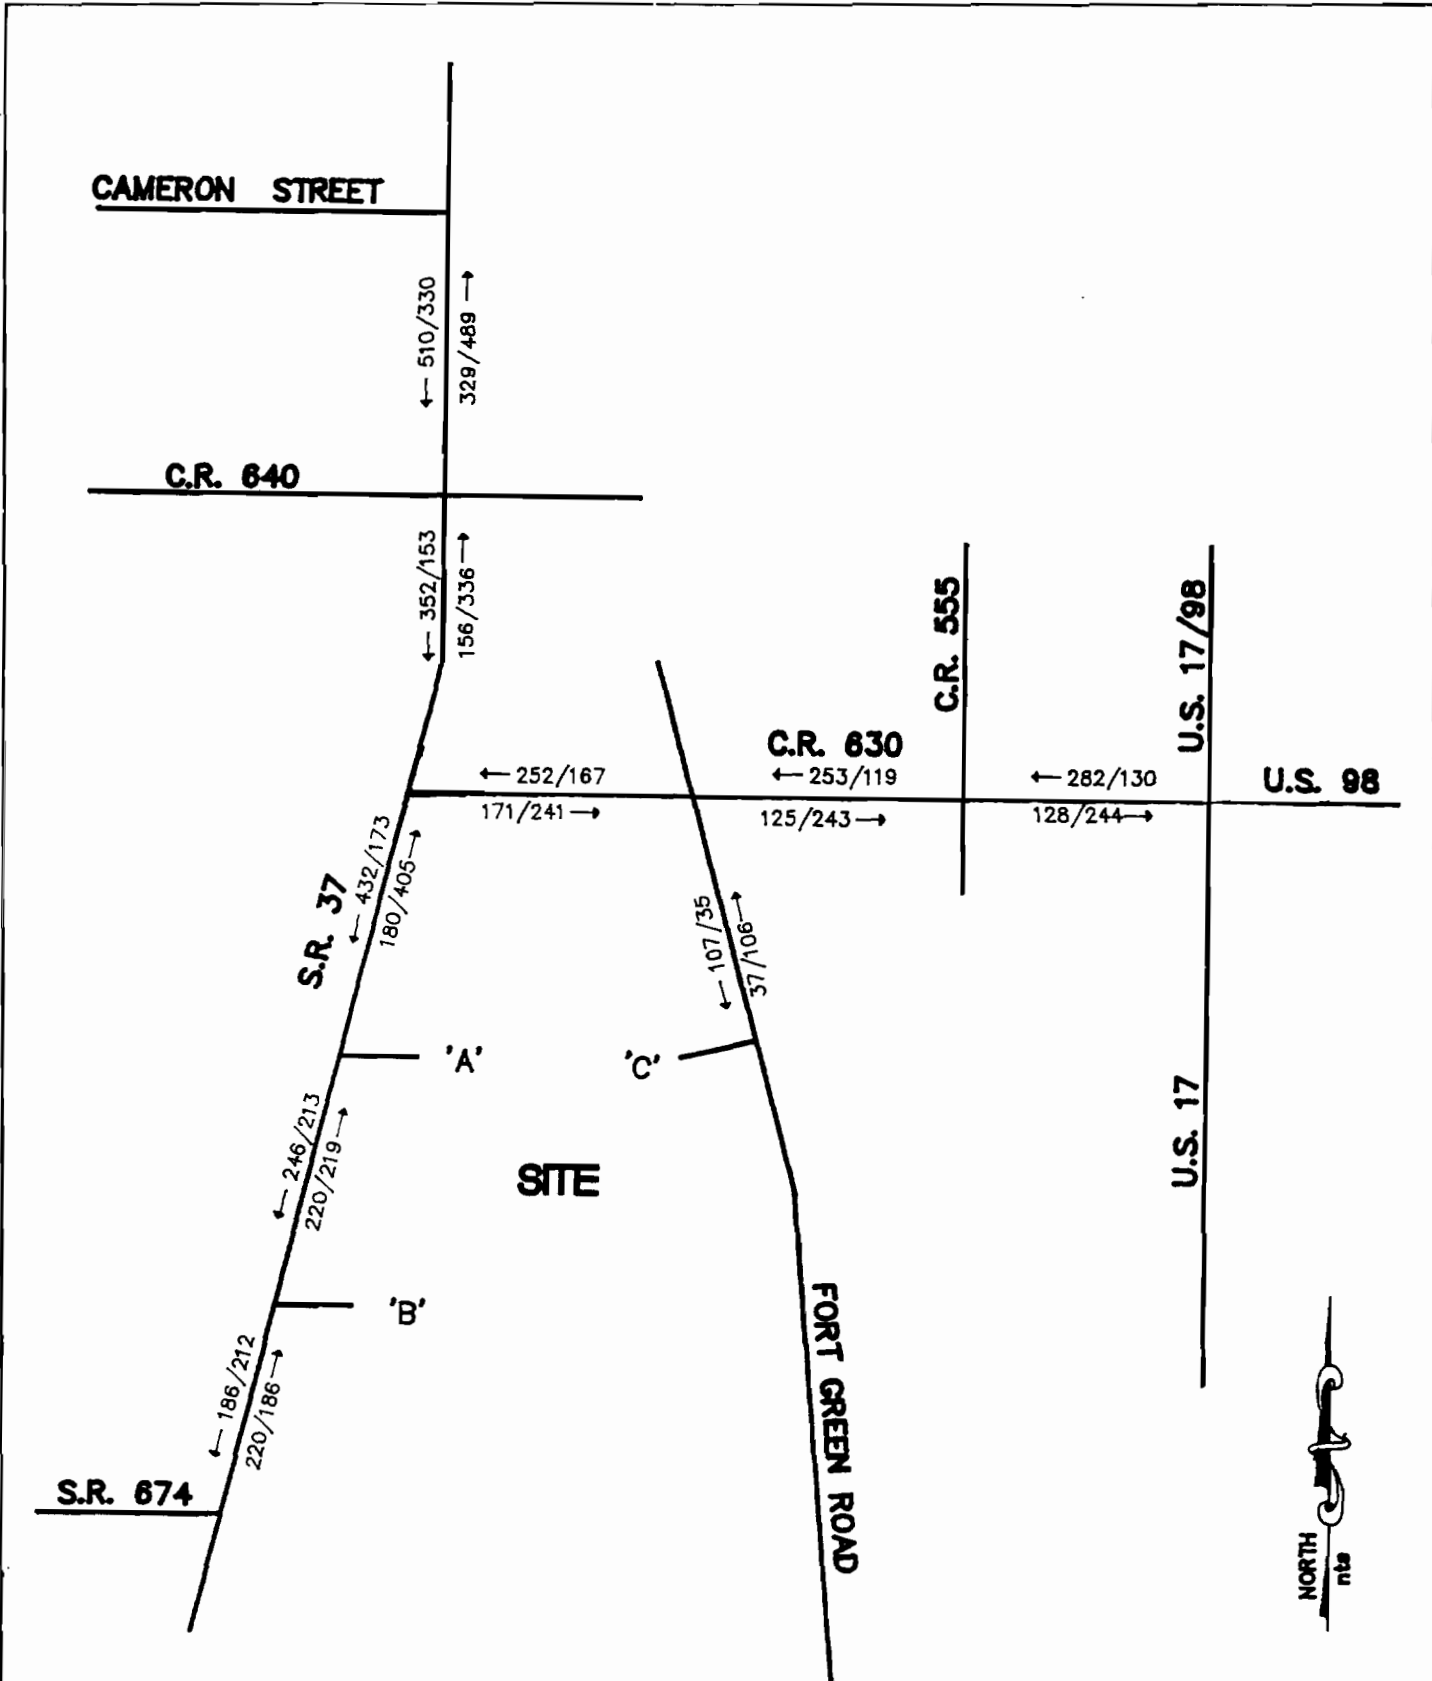 CAMERON STREET
← 510/330
329/489 →
C.R. 640
← 352/153
156/336 →
C.R. 555
U.S. 17/98
C.R. 630
← 252/167
← 253/119
← 282/130
U.S. 98
171/241 →
125/243 →
128/244 →
S.R. 37
← 432/173
180/405 →
← 107/35
37/106 →
'A'
'C'
← 246/213
220/219 →
SITE
U.S. 17
'B'
FORT GREEN ROAD
← 186/212
220/186 →
S.R. 674
NORTH
nts